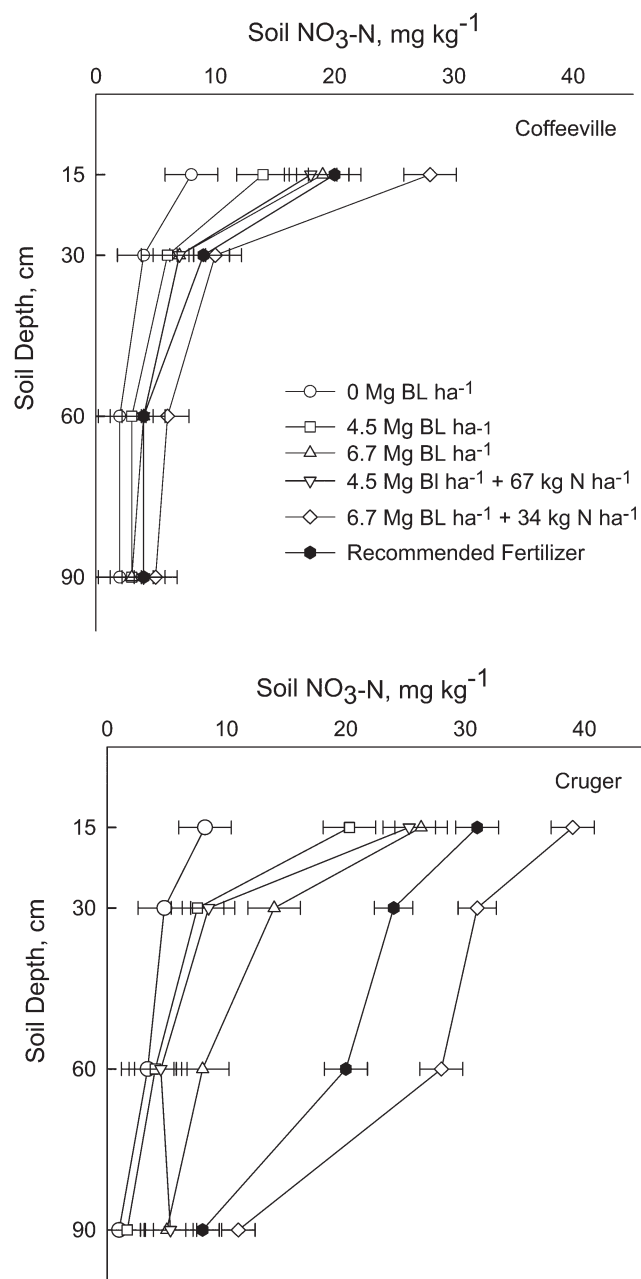 Soil NO3-N, mg kg-1
0 10 20 30 40
Coffeeville
15
30
60
90
Soil Depth, cm
0 Mg BL ha-1
4.5 Mg BL ha-1
6.7 Mg BL ha-1
4.5 Mg Bl ha-1 + 67 kg N ha-1
6.7 Mg BL ha-1 + 34 kg N ha-1
Recommended Fertilizer
Soil NO3-N, mg kg-1
0 10 20 30 40
Cruger
15
30
60
90
Soil Depth, cm